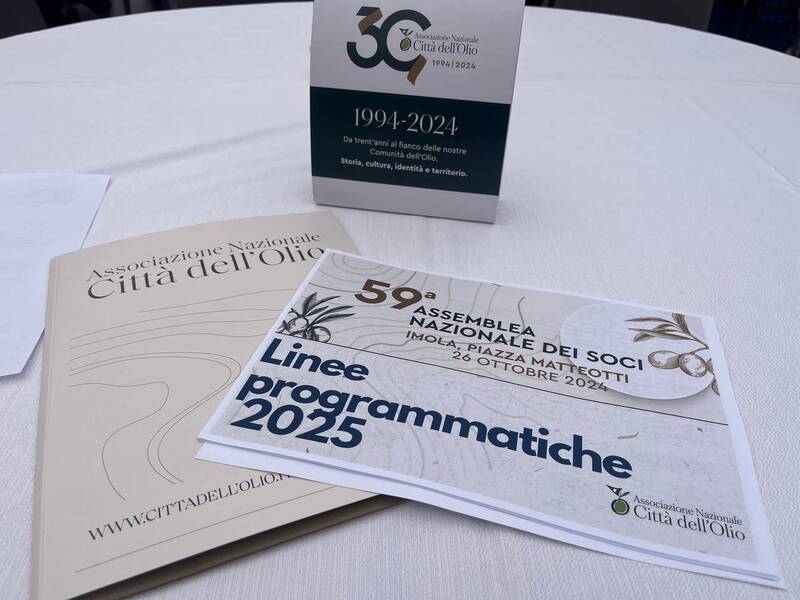 30
Associazione Nazionale
Città dell'Olio
1994|2024
1994-2024
Da trent'anni al fianco delle nostre
Comunità dell'Olio.
Storia, cultura, identità e territorio.
Associazione Nazionale
Città dell'Olio
WWW.CITTADELL'OLIO.I
59ª
ASSEMBLEA
NAZIONALE DEI SOCI
IMOLA, PIAZZA MATTEOTTI
26 OTTOBRE 2024
Linee
programmatiche
2025
Associazione Nazionale
Città dell'Olio